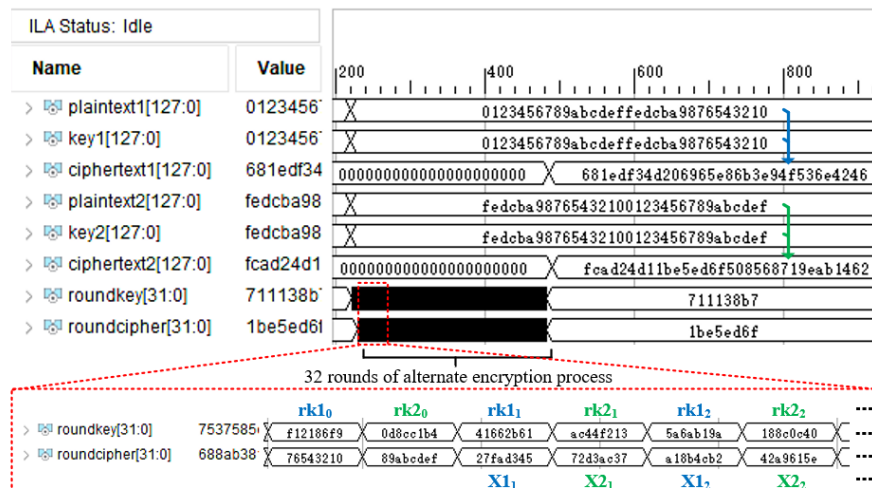 ILA Status: Idle
Name Value 200 400 600 800
plaintext1[127:0] 0123456 0123456789abcdeffedcba9876543210
key1[127:0] 0123456 0123456789abcdeffedcba9876543210
ciphertext1[127:0] 681edf34 00000000000000000000 681edf34d206965e86b3e94f536e4246
plaintext2[127:0] fedcba98 fedcba98765432100123456789abcdef
key2[127:0] fedcba98 fedcba98765432100123456789abcdef
ciphertext2[127:0] fcad24d1 00000000000000000000 fcad24d11be5ed6f508568719eab1462
roundkey[31:0] 711138b7 711138b7
roundcipher[31:0] 1be5ed6f 1be5ed6f
32 rounds of alternate encryption process
rk1₀ rk2₀ rk1₁ rk2₁ rk1₂ rk2₂
roundkey[31:0] 7537585 f12186f9 0d8cc1b4 41662b61 ac44f213 5a6ab19a 188c0c40
roundcipher[31:0] 688ab38 76543210 89abcdef 27fad345 72d3ac37 a18b4cb2 42a9615e
X1₁ X2₁ X1₂ X2₂